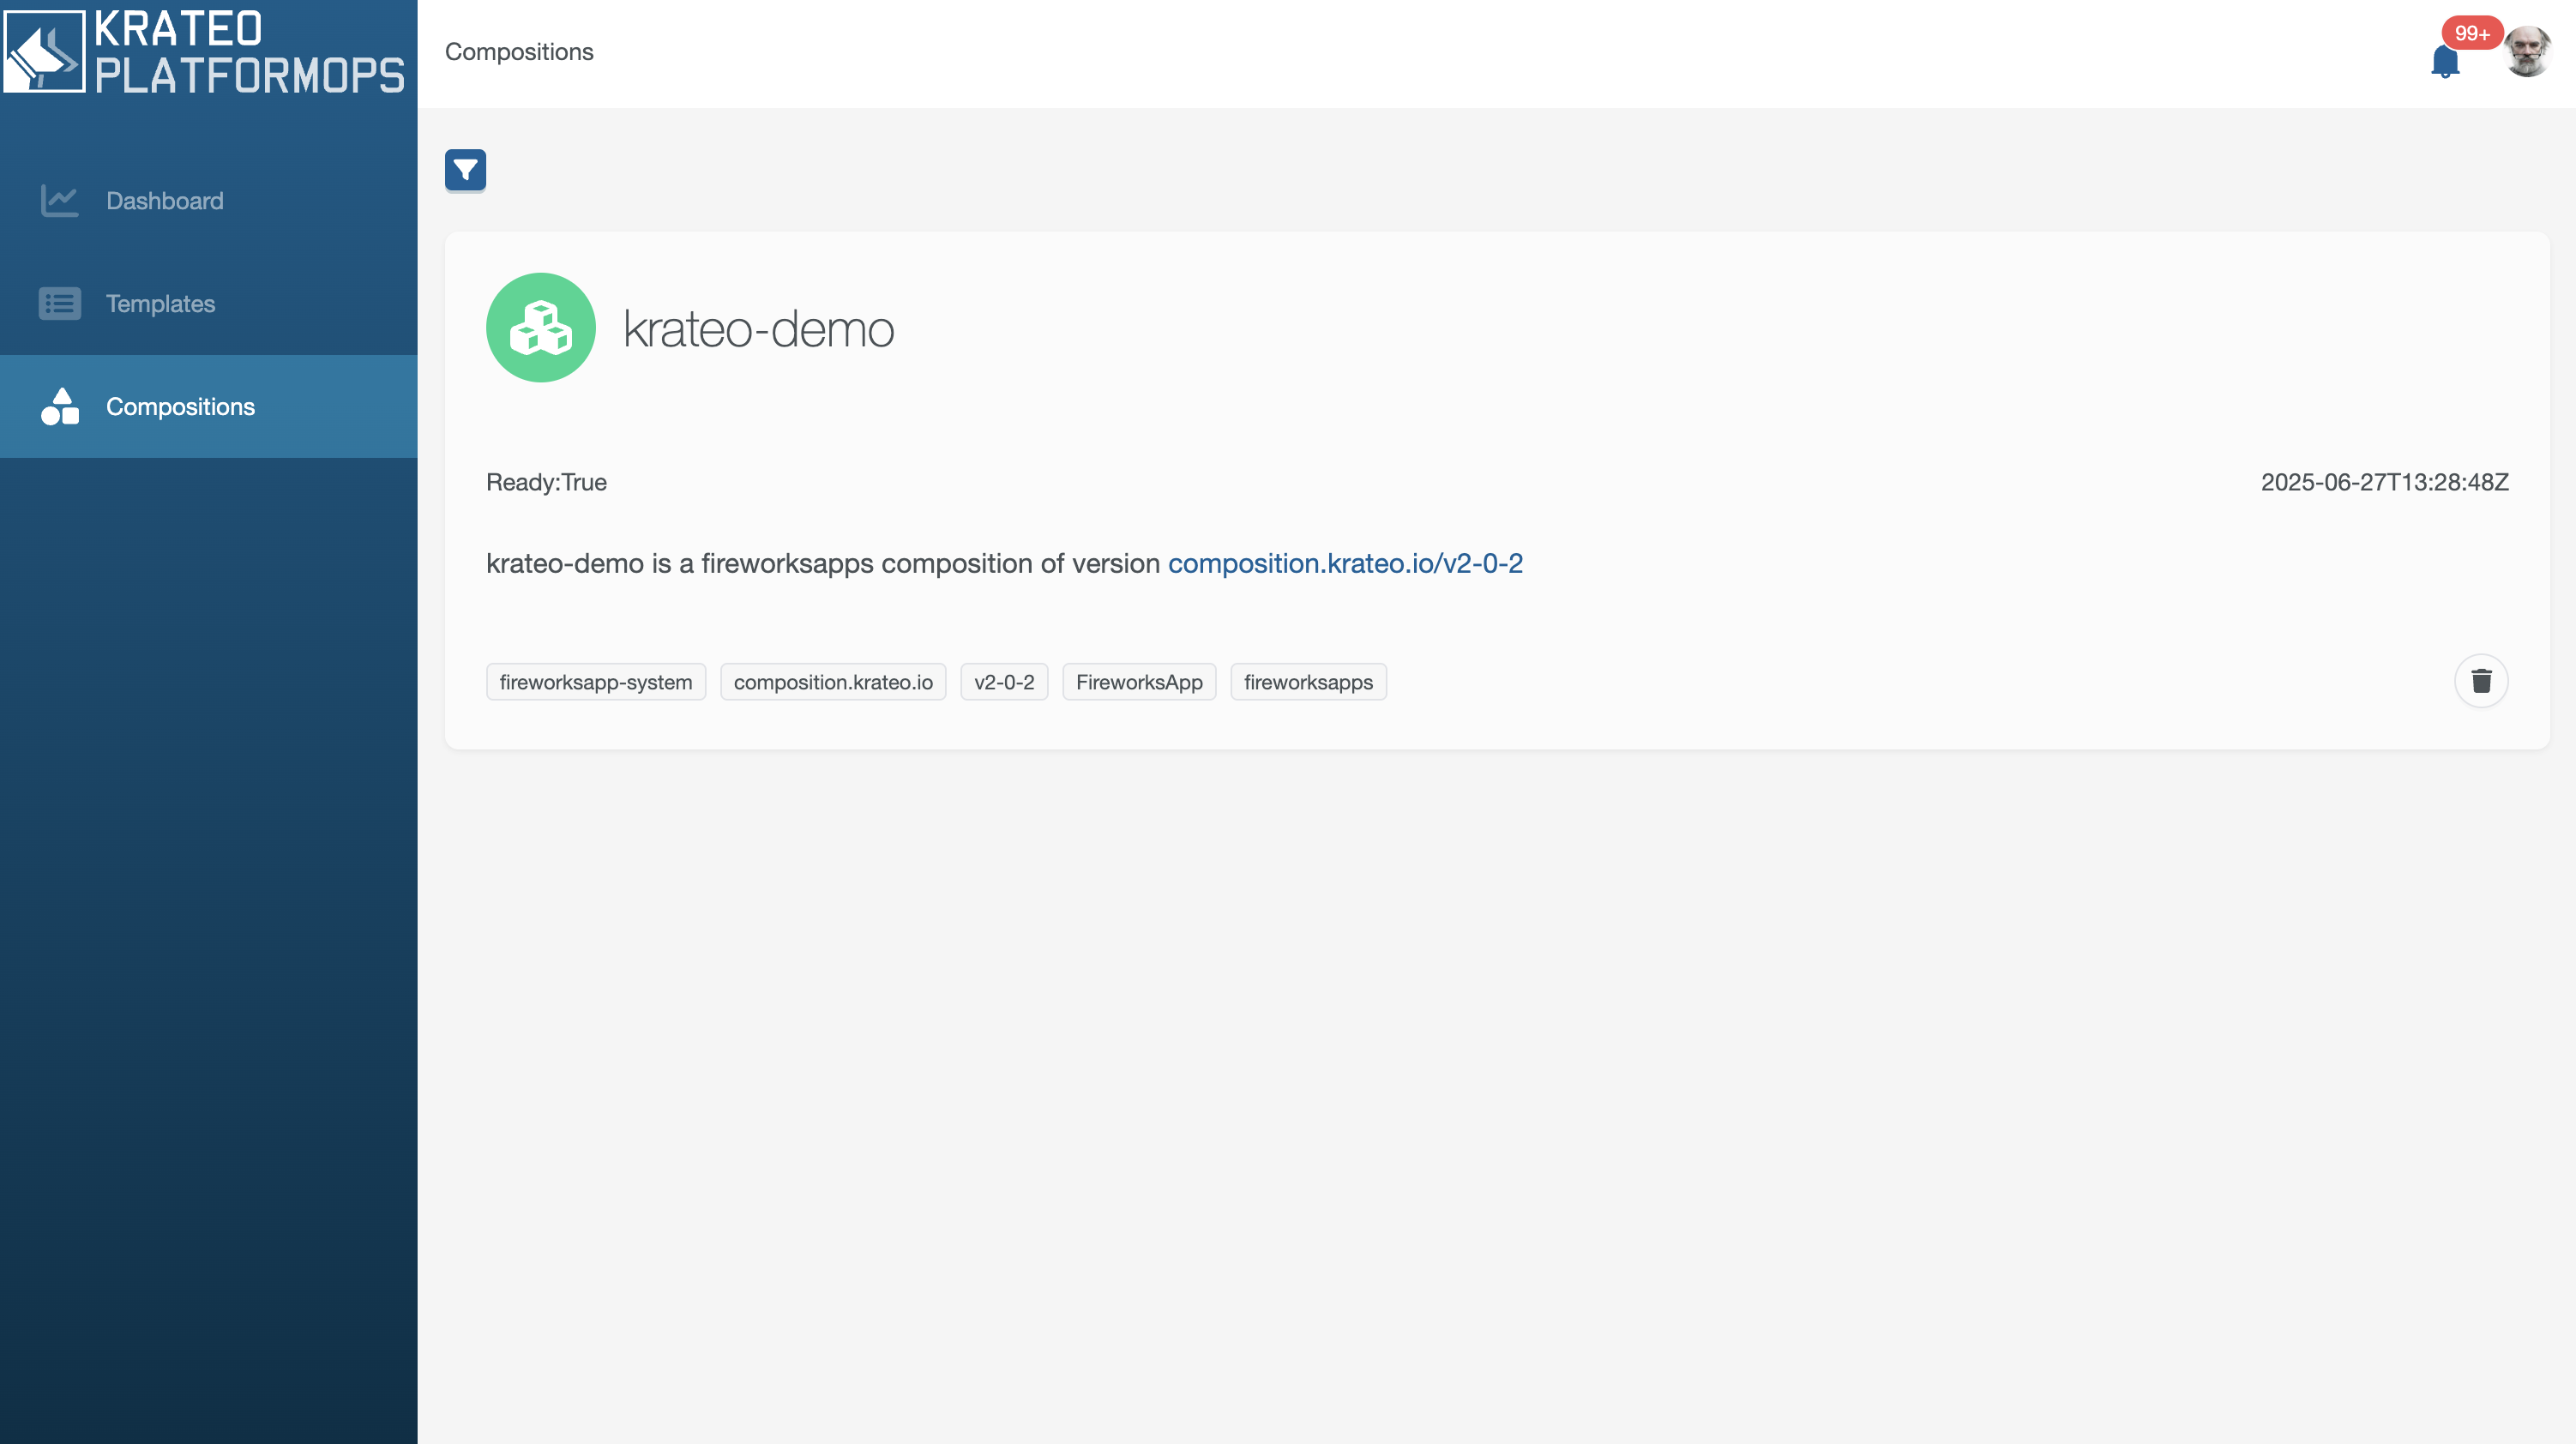 KRATEO
PLATFORMOPS
Compositions
99+
Dashboard
Templates
Compositions
krateo-demo
Ready:True
2025-06-27T13:28:48Z
krateo-demo is a fireworksapps composition of version composition.krateo.io/v2-0-2
fireworksapp-system
composition.krateo.io
v2-0-2
FireworksApp
fireworksapps